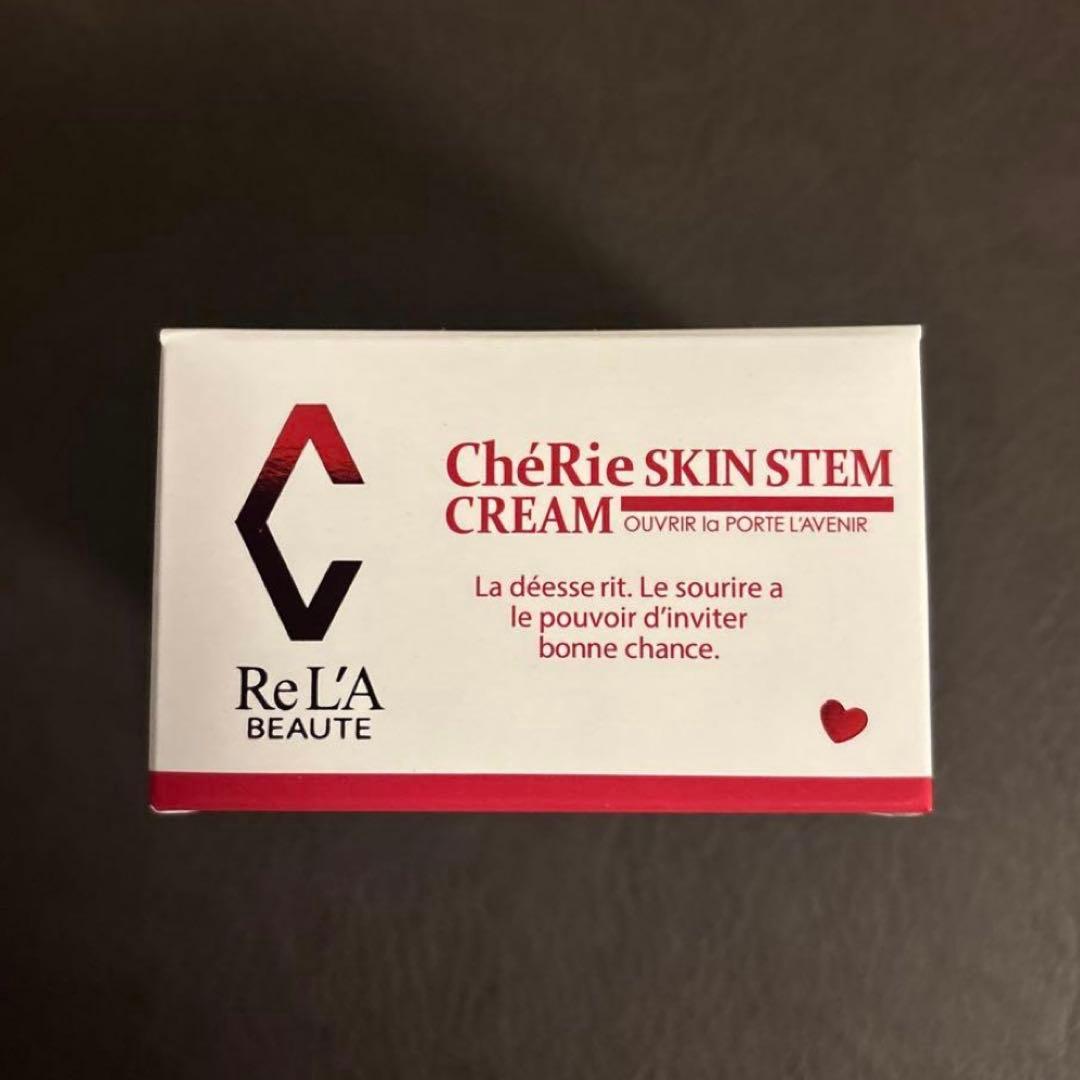 ChéRie SKIN STEM
CREAM OUVRIR la PORTE L'AVENIR
La déesse rit. Le sourire a
le pouvoir d'inviter
bonne chance.
Re L'A
BEAUTE